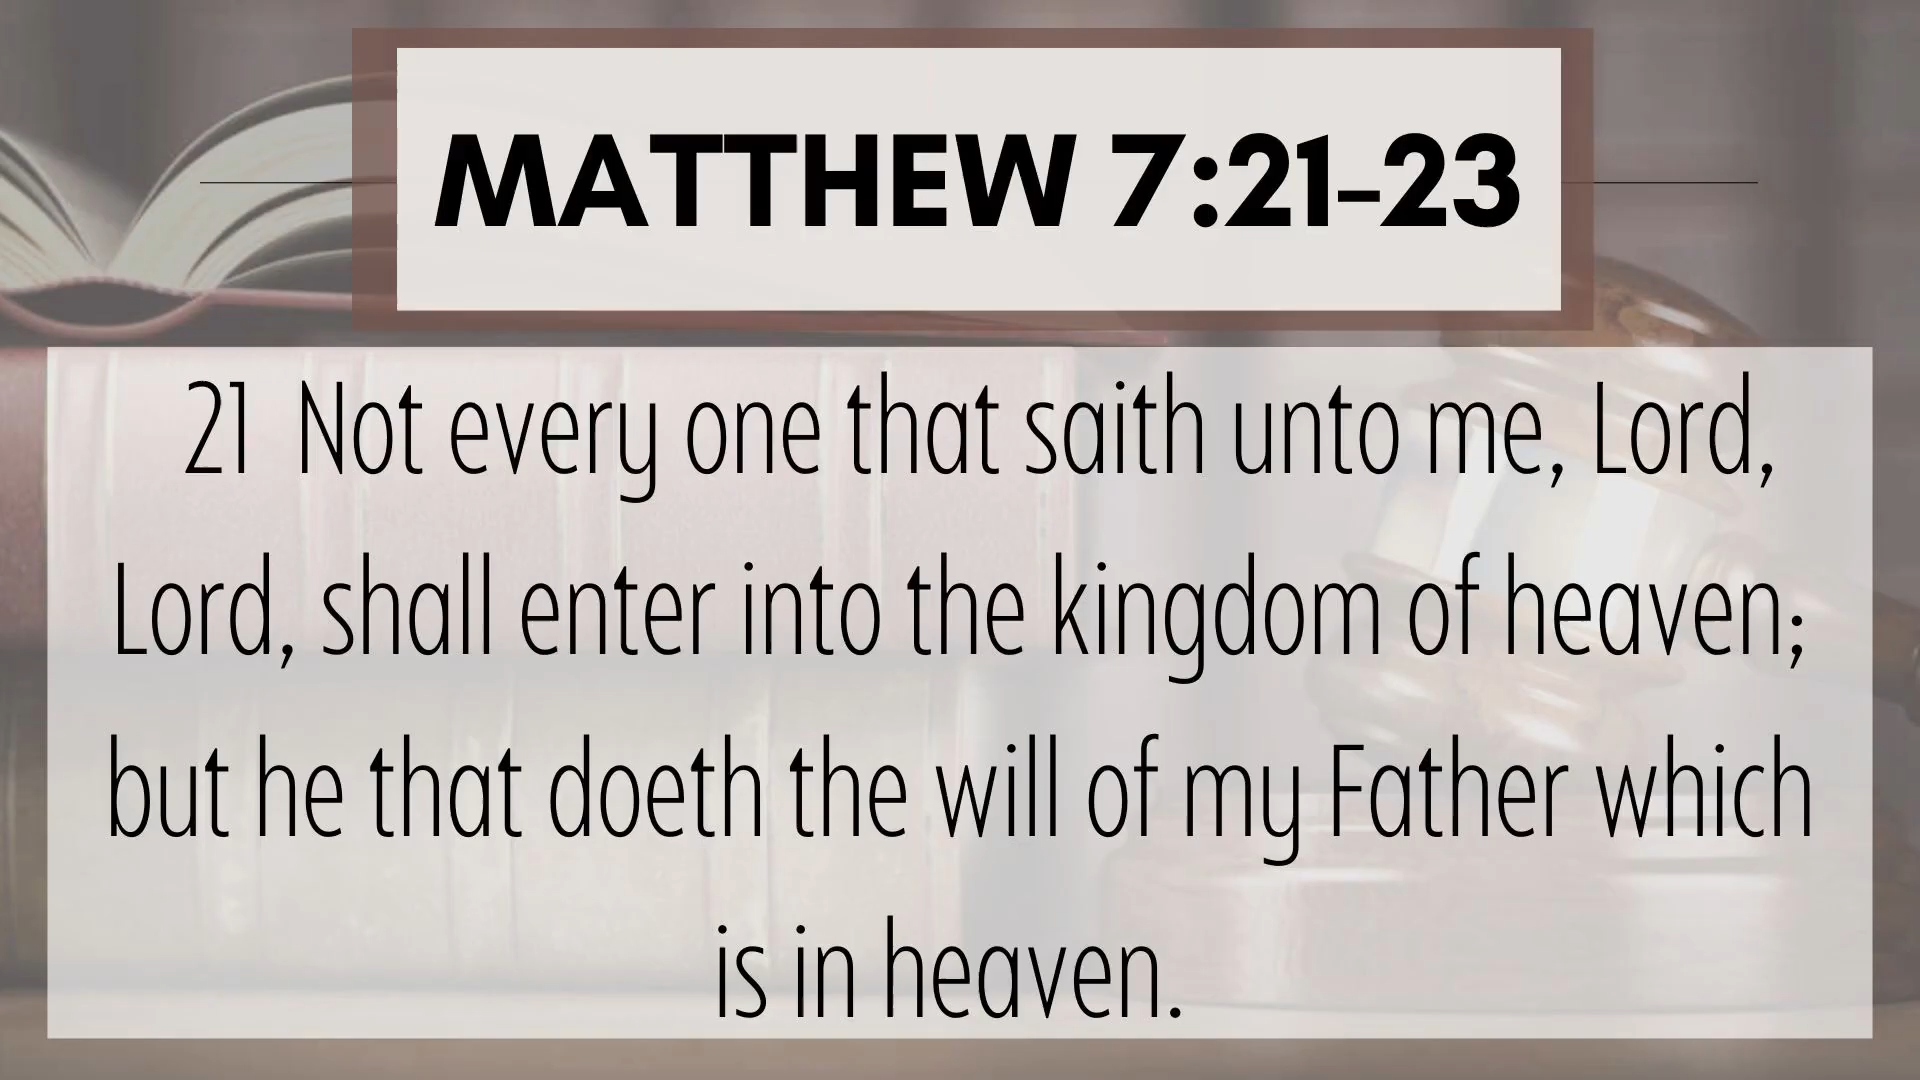 MATTHEW 7:21-23
21 Not every one that saith unto me, Lord,
Lord, shall enter into the kingdom of heaven;
but he that doeth the will of my Father which
is in heaven.